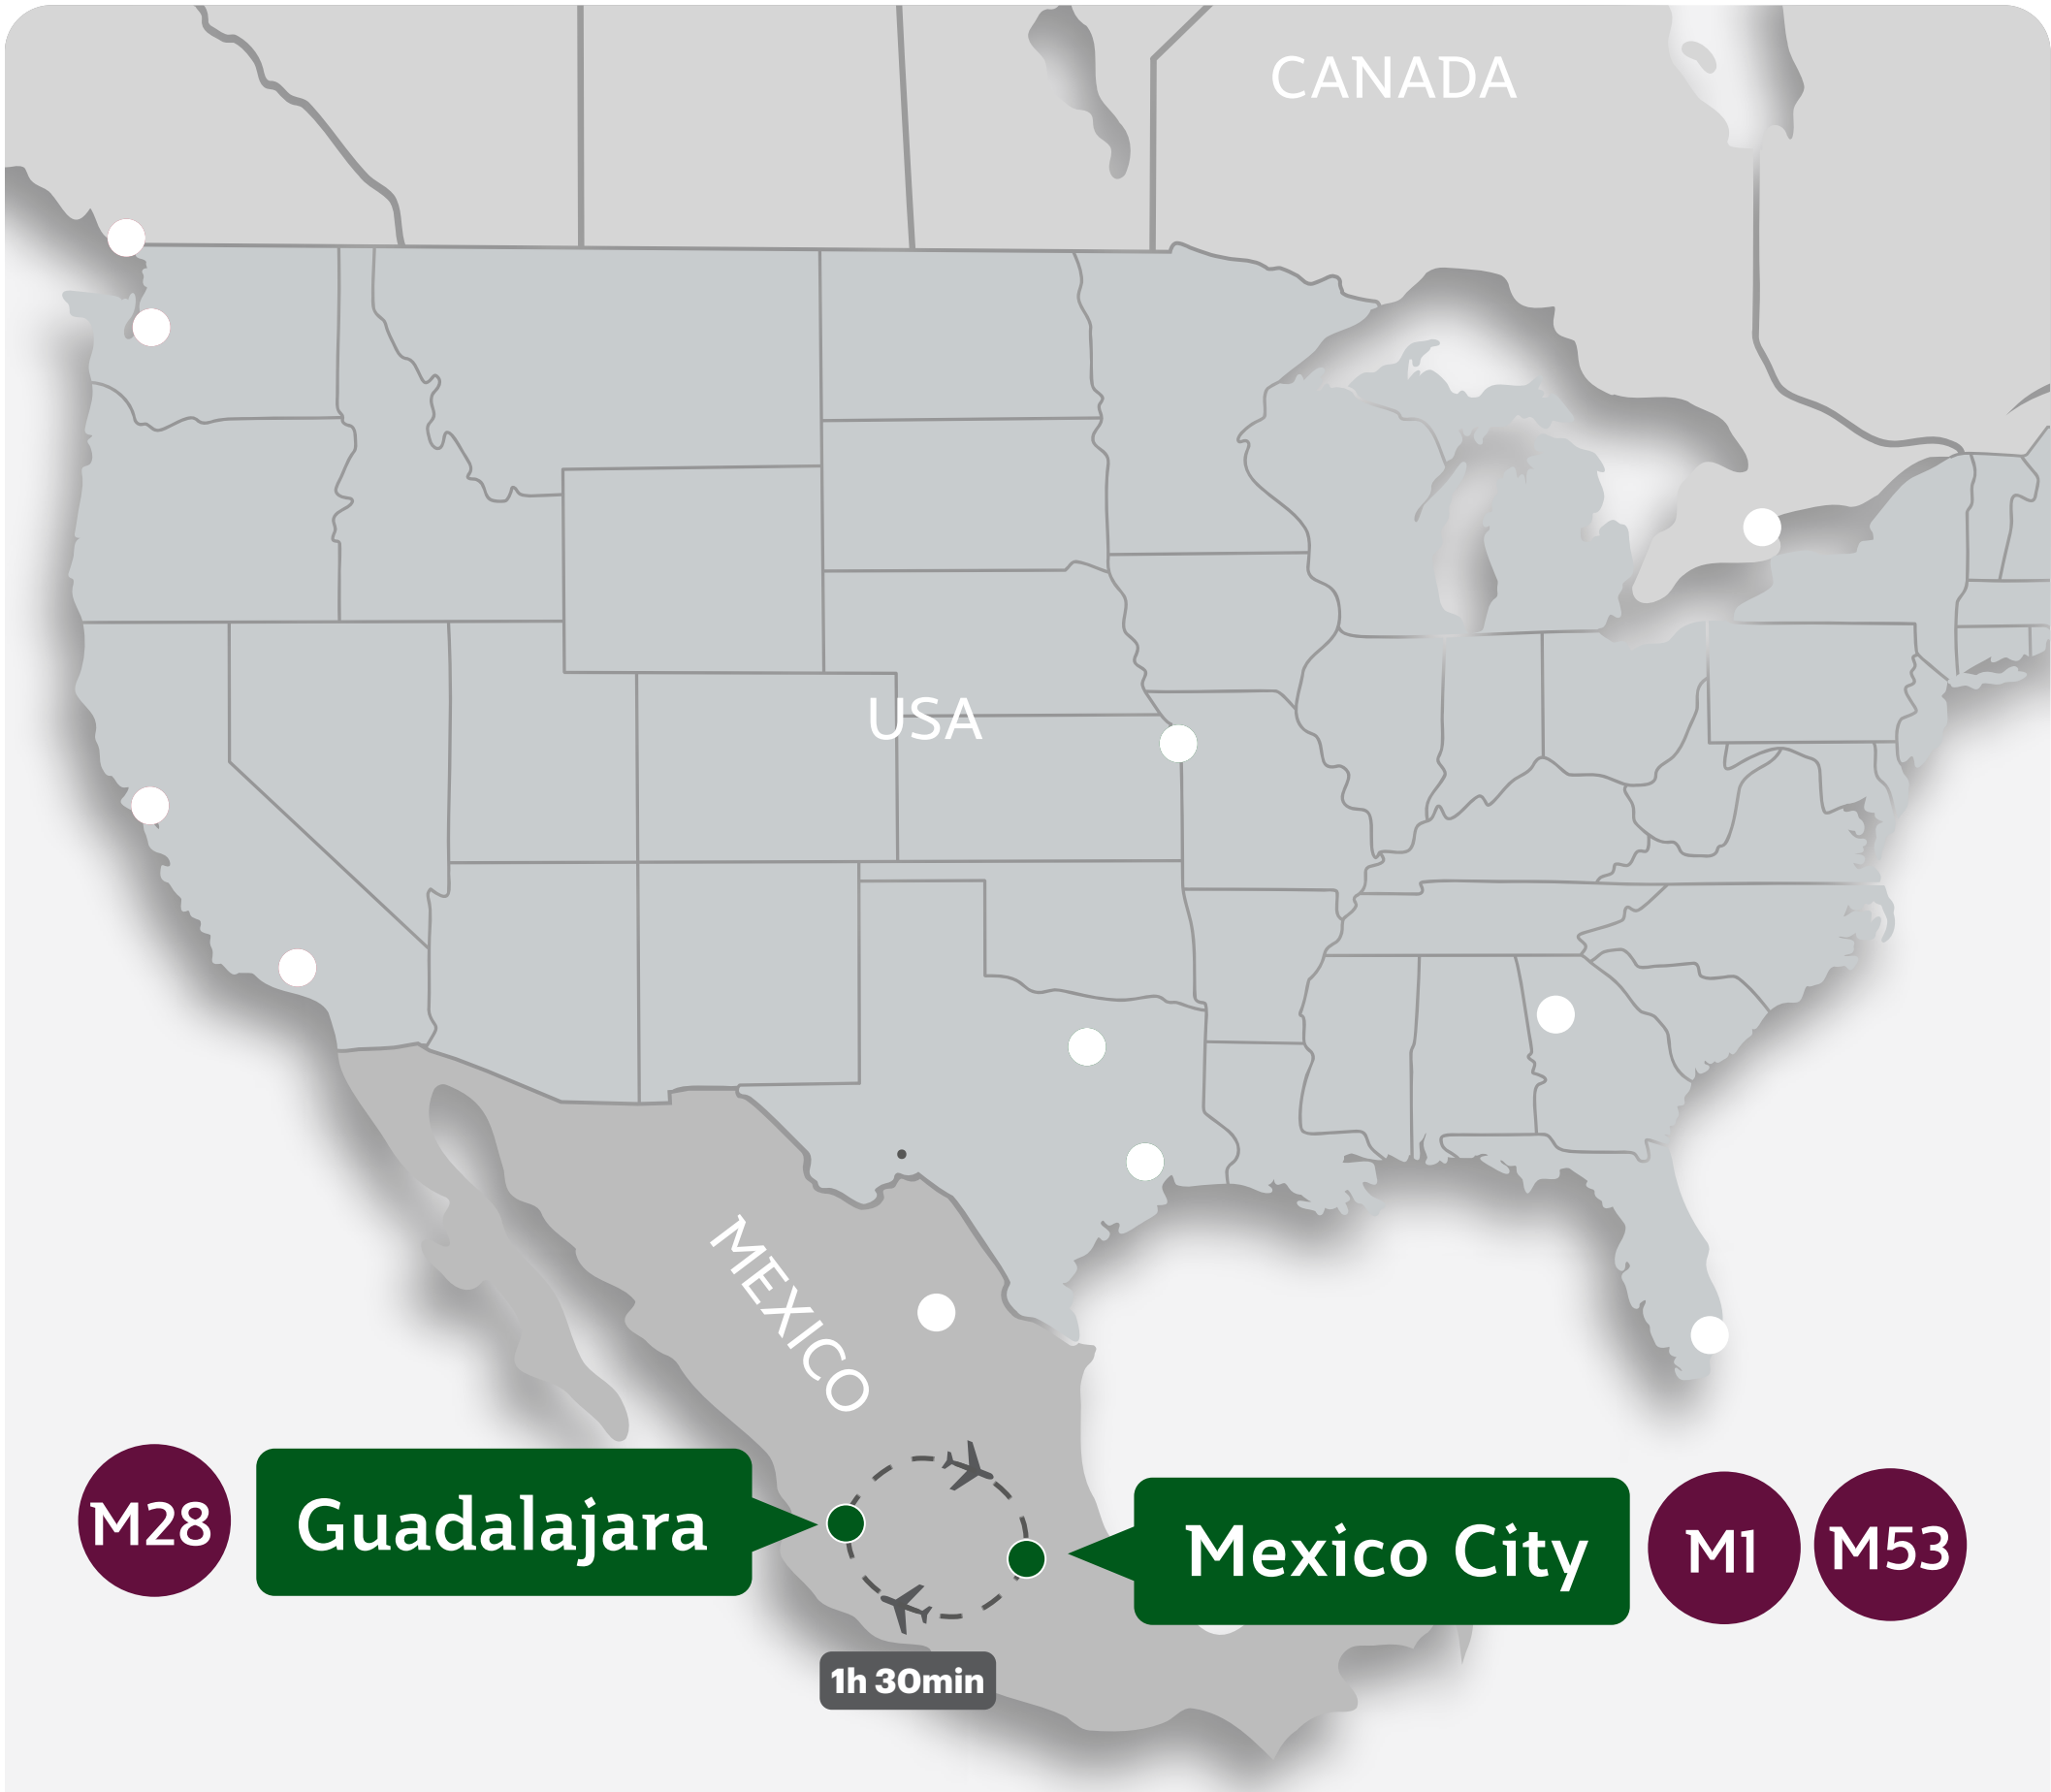 CANADA
USA
MEXICO
M28
Guadalajara
Mexico City
M1
M53
1h 30min